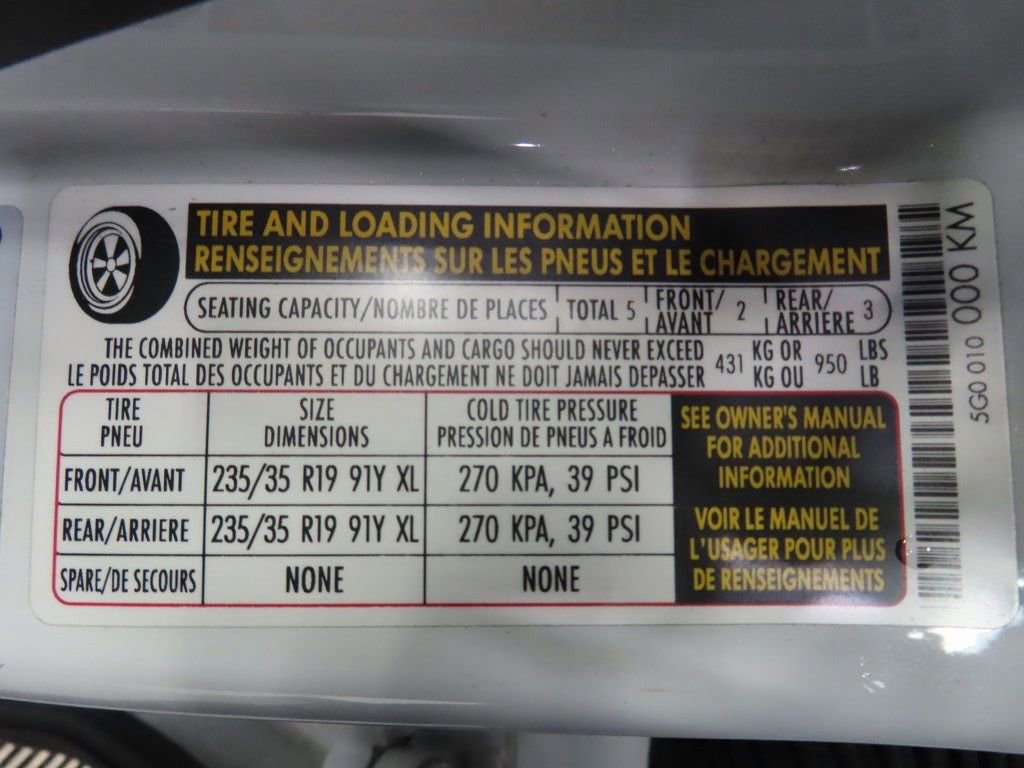 TIRE AND LOADING INFORMATION
RENSEIGNEMENTS SUR LES PNEUS ET LE CHARGEMENT
SEATING CAPACITY/NOMBRE DE PLACES TOTAL 5 FRONT/AVANT 2 REAR/ARRIERE 3
THE COMBINED WEIGHT OF OCCUPANTS AND CARGO SHOULD NEVER EXCEED 431 KG OR 950 LBS
LE POIDS TOTAL DES OCCUPANTS ET DU CHARGEMENT NE DOIT JAMAIS DEPASSER KG OU LB
TIRE
PNEU
SIZE
DIMENSIONS
COLD TIRE PRESSURE
PRESSION DE PNEUS A FROID
FRONT/AVANT 235/35 R19 91Y XL 270 KPA, 39 PSI
REAR/ARRIERE 235/35 R19 91Y XL 270 KPA, 39 PSI
SPARE/DE SECOURS NONE NONE
SEE OWNER'S MANUAL
FOR ADDITIONAL
INFORMATION
VOIR LE MANUEL DE
L'USAGER POUR PLUS
DE RENSEIGNEMENTS
5G0 010 000 KM